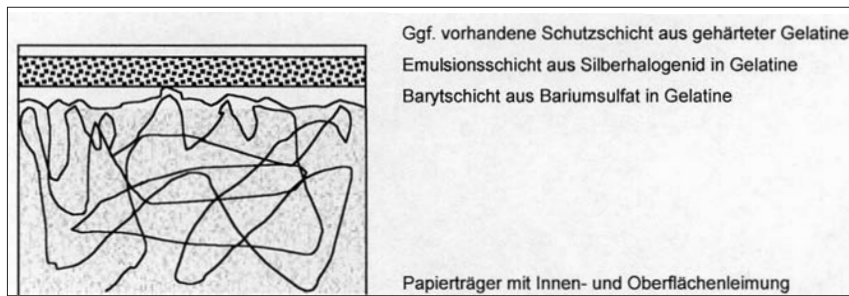 Ggf. vorhandene Schutzschicht aus gehärteter Gelatine
Emulsionsschicht aus Silberhalogenid in Gelatine
Barytschicht aus Bariumsulfat in Gelatine
Papierträger mit Innen- und Oberflächenleimung